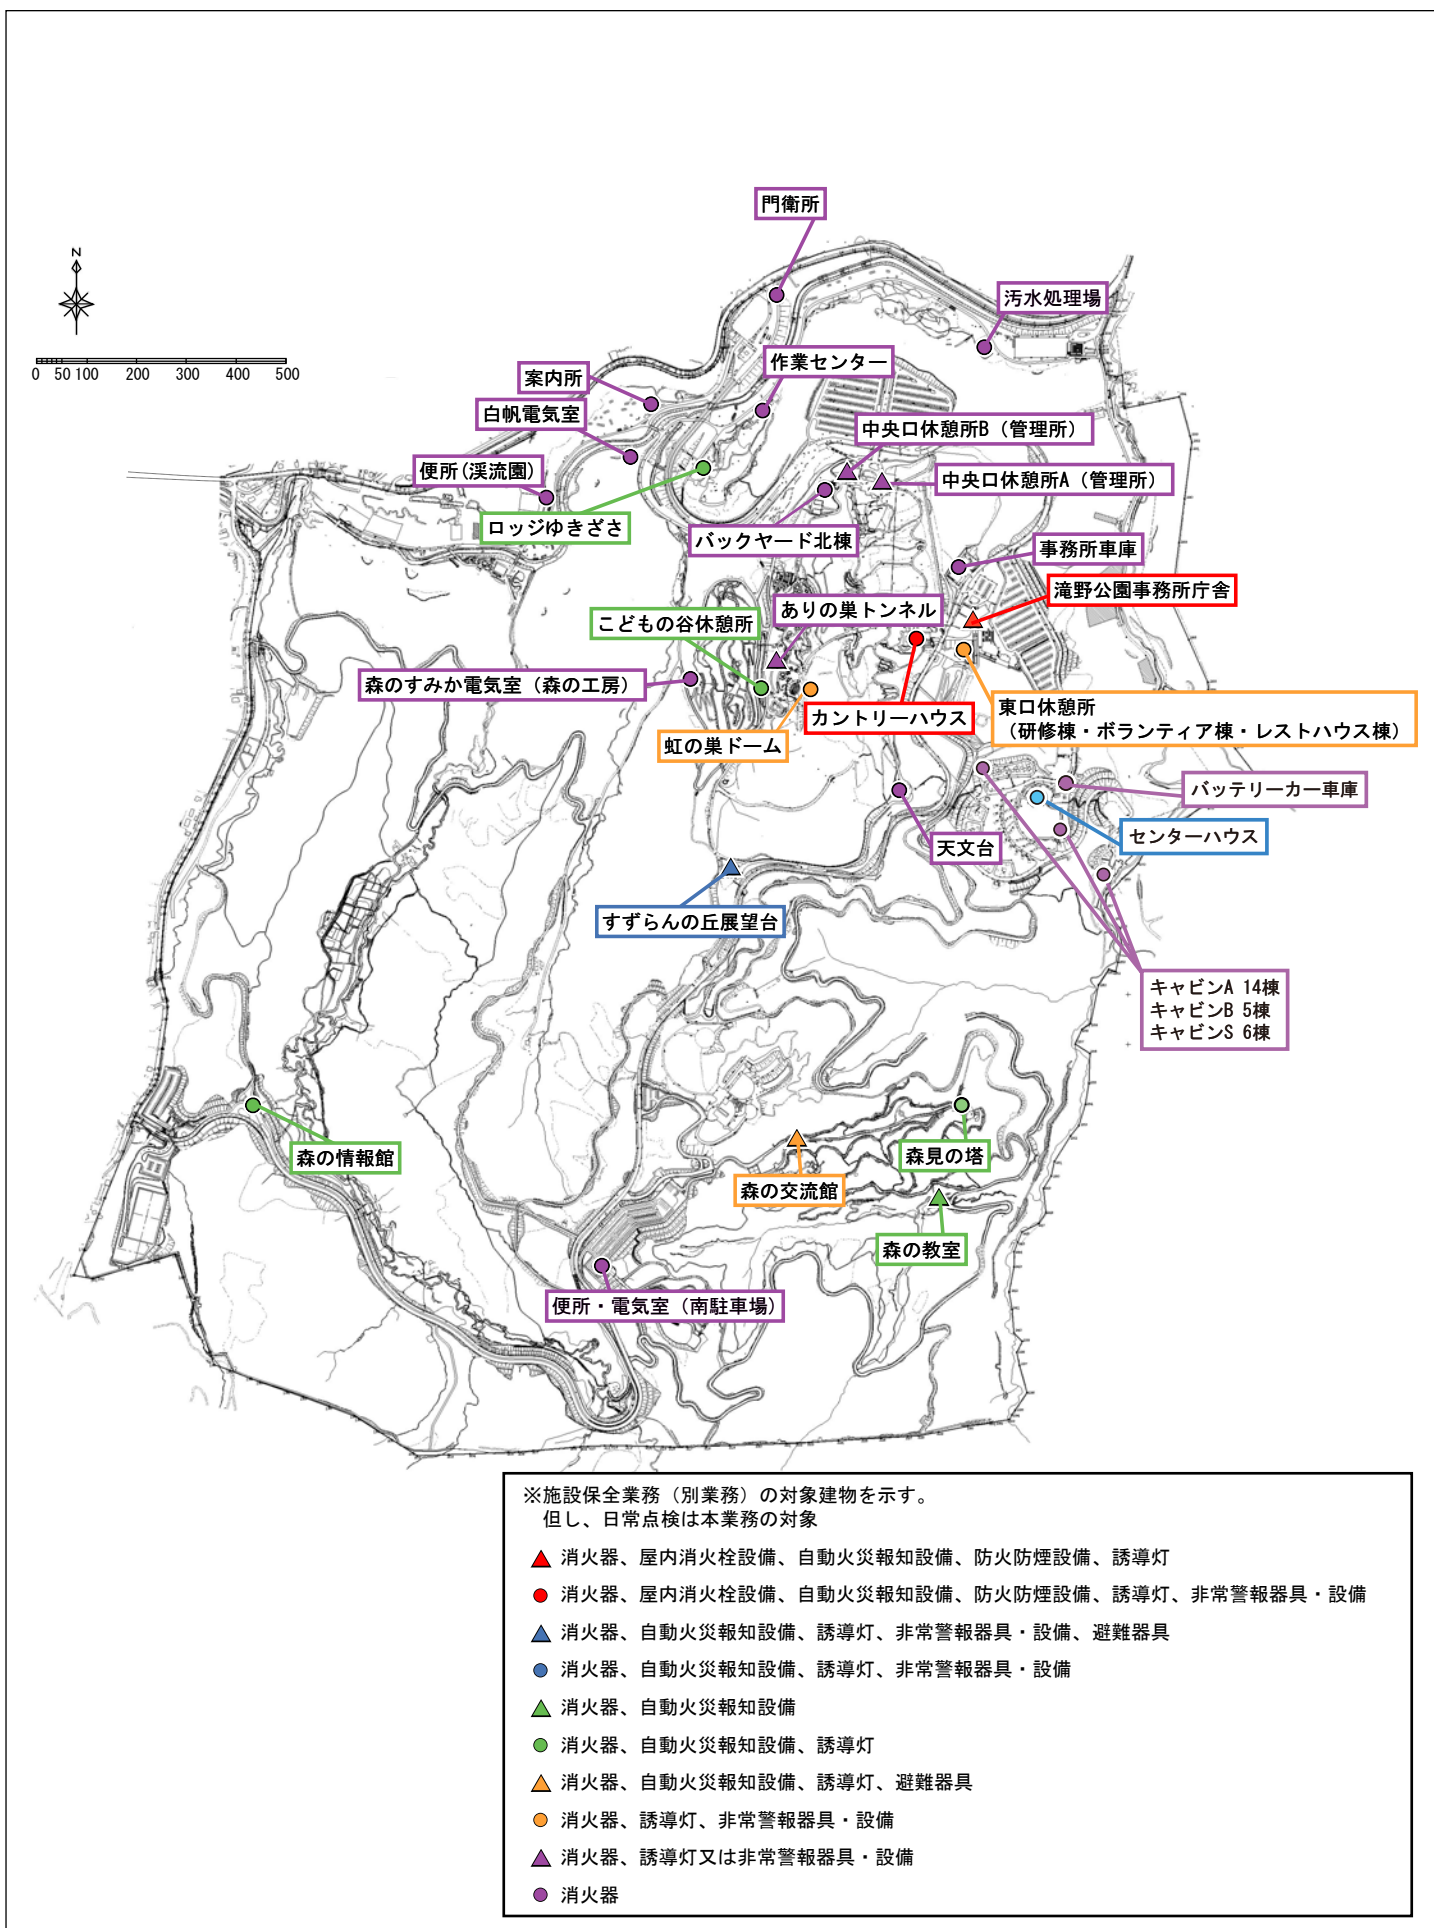 門衛所
N
汚水処理場
0 50 100 200 300 400 500
作業センター
案内所
白帆電気室
中央口休憩所B（管理所）
便所(渓流園)
中央口休憩所A（管理所）
ロッジゆきざさ
バックヤード北棟
事務所車庫
滝野公園事務所庁舎
ありの巣トンネル
こどもの谷休憩所
森のすみか電気室（森の工房）
カントリーハウス
東口休憩所
（研修棟・ボランティア棟・レストハウス棟）
虹の巣ドーム
バッテリーカー車庫
センターハウス
天文台
すずらんの丘展望台
キャビンA 14棟
キャビンB 5棟
キャビンS 6棟
森の情報館
森見の塔
森の交流館
森の教室
便所・電気室（南駐車場）
※施設保全業務（別業務）の対象建物を示す。
但し、日常点検は本業務の対象
消火器、屋内消火栓設備、自動火災報知設備、防火防煙設備、誘導灯
消火器、屋内消火栓設備、自動火災報知設備、防火防煙設備、誘導灯、非常警報器具・設備
消火器、自動火災報知設備、誘導灯、非常警報器具・設備、避難器具
消火器、自動火災報知設備、誘導灯、非常警報器具・設備
消火器、自動火災報知設備
消火器、自動火災報知設備、誘導灯
消火器、自動火災報知設備、誘導灯、避難器具
消火器、誘導灯、非常警報器具・設備
消火器、誘導灯又は非常警報器具・設備
消火器